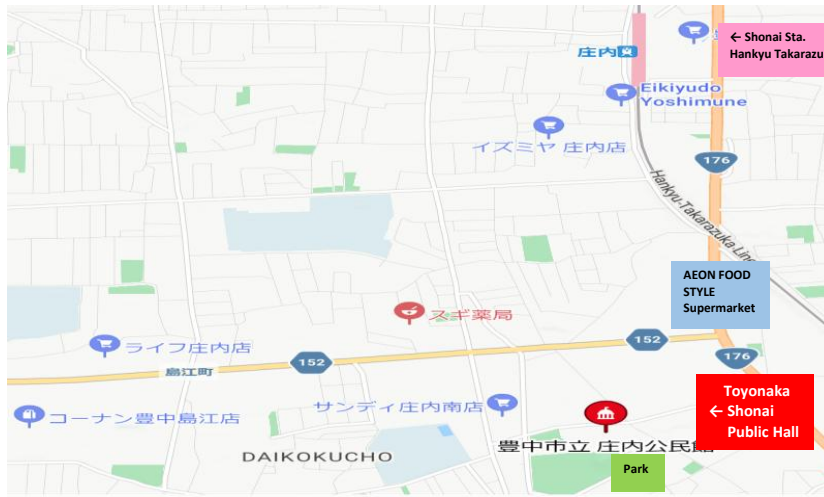 ← Shonai Sta.
Hankyu Takarazu
庄内
Eikiyudo
Yoshimune
イズミヤ 庄内店
176
Hankyu-Takarazuka-Line
AEON FOOD
STYLE
Supermarket
スギ薬局
ライフ庄内店
152
152
176
島江町
Toyonaka
← Shonai
Public Hall
サンディ庄内南店
コーナン豊中島江店
豊中市立 庄内公民館
DAIKOKUCHO
Park